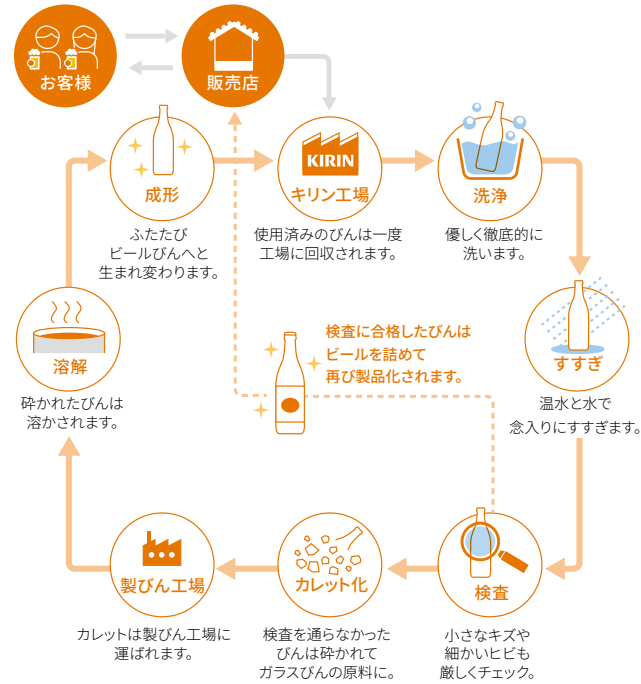 お客様
販売店
成形
ふたたび
ビールびんへと
生まれ変わります。
KIRIN
キリン工場
使用済みのびんは一度
工場に回収されます。
洗浄
優しく徹底的に
洗います。
すすぎ
温水と水で
念入りにすすぎます。
検査に合格したびんは
ビールを詰めて
再び製品化されます。
溶解
砕かれたびんは
溶かされます。
製びん工場
カレットは製びん工場に
運ばれます。
カレット化
検査を通らなかった
びんは砕かれて
ガラスびんの原料に。
検査
小さなキズや
細かいヒビも
厳しくチェック。